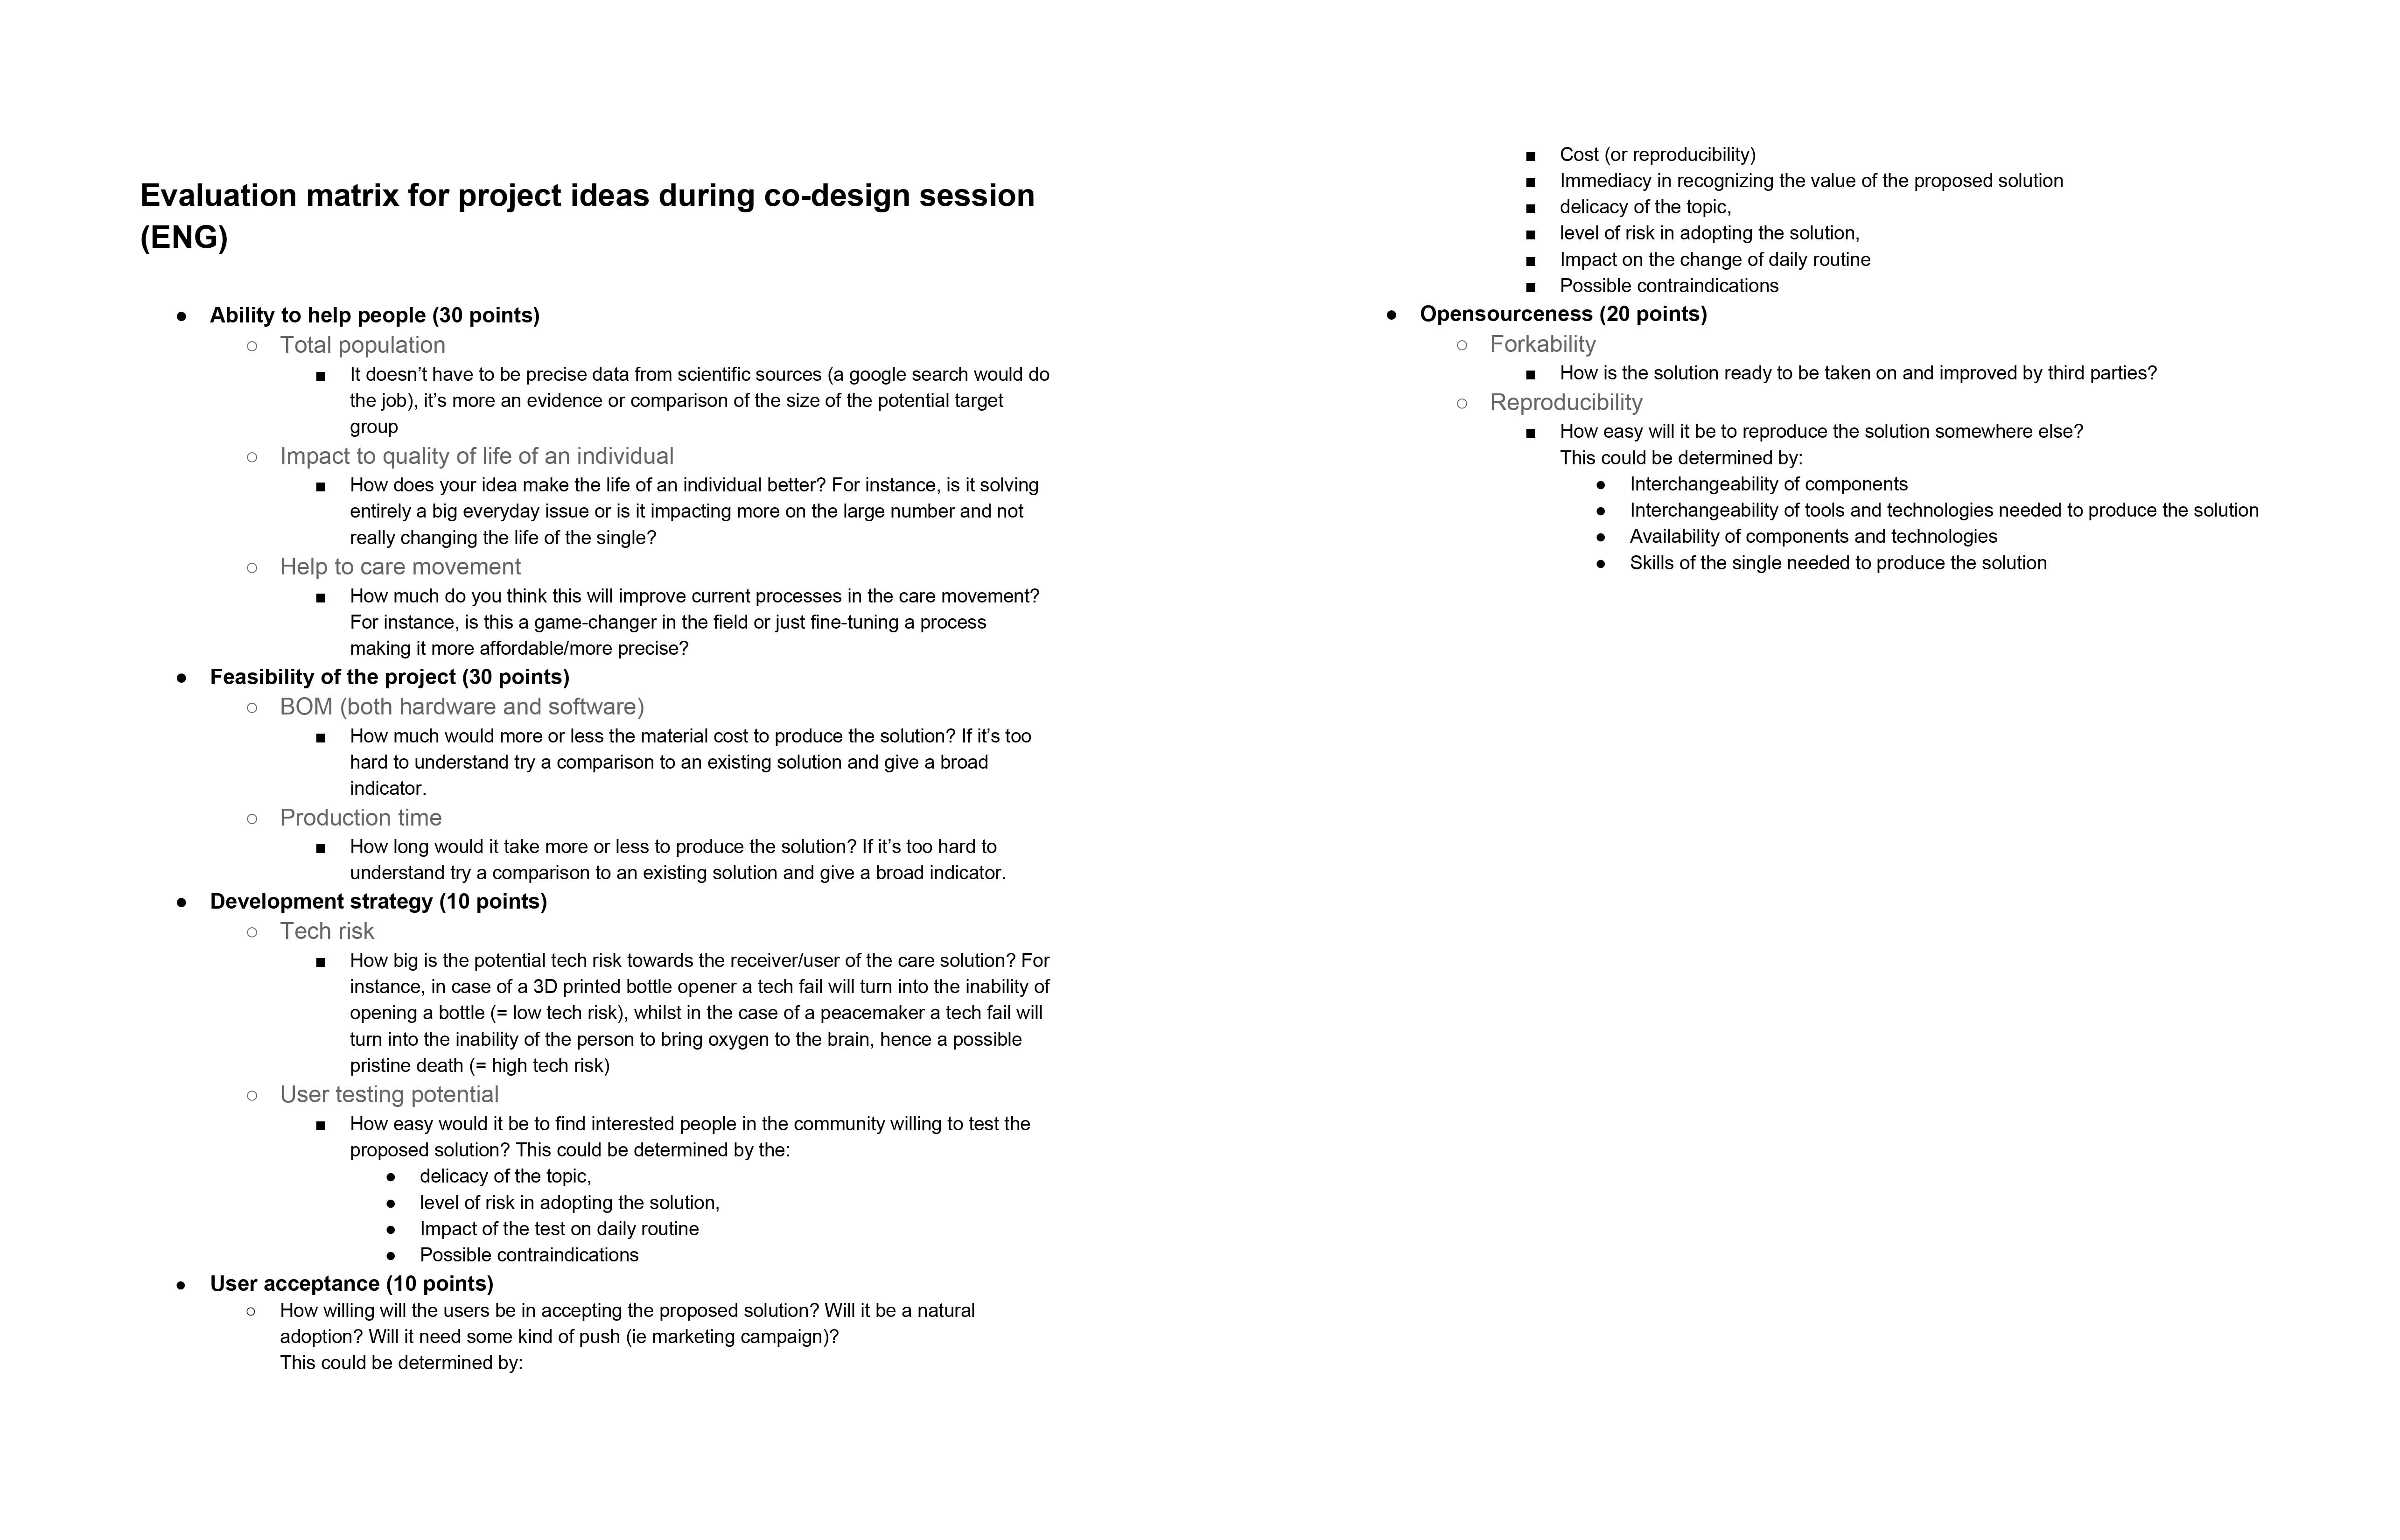 Evaluation matrix for project ideas during co-design session
(ENG)
● Ability to help people (30 points)
○ Total population
■ It doesn’t have to be precise data from scientific sources (a google search would do
the job), it’s more an evidence or comparison of the size of the potential target
group
○ Impact to quality of life of an individual
■ How does your idea make the life of an individual better? For instance, is it solving
entirely a big everyday issue or is it impacting more on the large number and not
really changing the life of the single?
○ Help to care movement
■ How much do you think this will improve current processes in the care movement?
For instance, is this a game-changer in the field or just fine-tuning a process
making it more affordable/more precise?
● Feasibility of the project (30 points)
○ BOM (both hardware and software)
■ How much would more or less the material cost to produce the solution? If it’s too
hard to understand try a comparison to an existing solution and give a broad
indicator.
○ Production time
■ How long would it take more or less to produce the solution? If it’s too hard to
understand try a comparison to an existing solution and give a broad indicator.
● Development strategy (10 points)
○ Tech risk
■ How big is the potential tech risk towards the receiver/user of the care solution? For
instance, in case of a 3D printed bottle opener a tech fail will turn into the inability of
opening a bottle (= low tech risk), whilst in the case of a peacemaker a tech fail will
turn into the inability of the person to bring oxygen to the brain, hence a possible
pristine death (= high tech risk)
○ User testing potential
■ How easy would it be to find interested people in the community willing to test the
proposed solution? This could be determined by the:
● delicacy of the topic,
● level of risk in adopting the solution,
● Impact of the test on daily routine
● Possible contraindications
● User acceptance (10 points)
○ How willing will the users be in accepting the proposed solution? Will it be a natural
adoption? Will it need some kind of push (ie marketing campaign)?
This could be determined by:
■ Cost (or reproducibility)
■ Immediacy in recognizing the value of the proposed solution
■ delicacy of the topic,
■ level of risk in adopting the solution,
■ Impact on the change of daily routine
■ Possible contraindications
● Opensourceness (20 points)
○ Forkability
■ How is the solution ready to be taken on and improved by third parties?
○ Reproducibility
■ How easy will it be to reproduce the solution somewhere else?
This could be determined by:
● Interchangeability of components
● Interchangeability of tools and technologies needed to produce the solution
● Availability of components and technologies
● Skills of the single needed to produce the solution